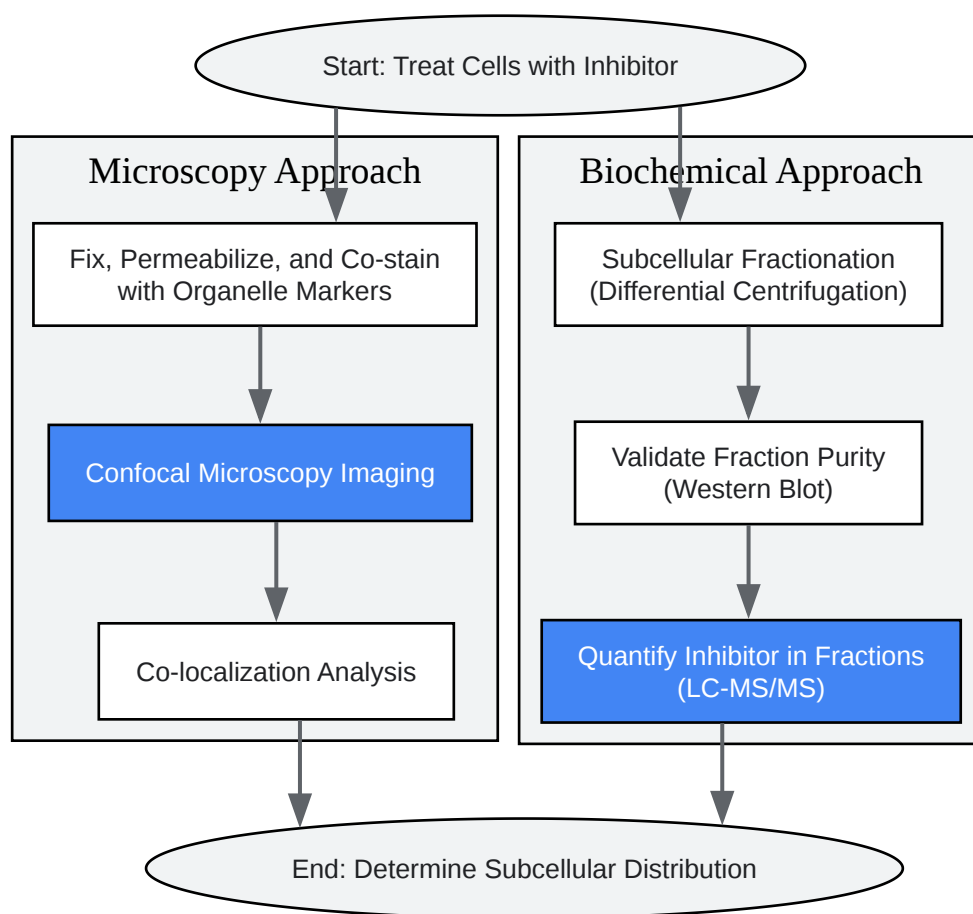 Start: Treat Cells with Inhibitor
Microscopy Approach
Fix, Permeabilize, and Co-stain
with Organelle Markers
Confocal Microscopy Imaging
Co-localization Analysis
Biochemical Approach
Subcellular Fractionation
(Differential Centrifugation)
Validate Fraction Purity
(Western Blot)
Quantify Inhibitor in Fractions
(LC-MS/MS)
End: Determine Subcellular Distribution